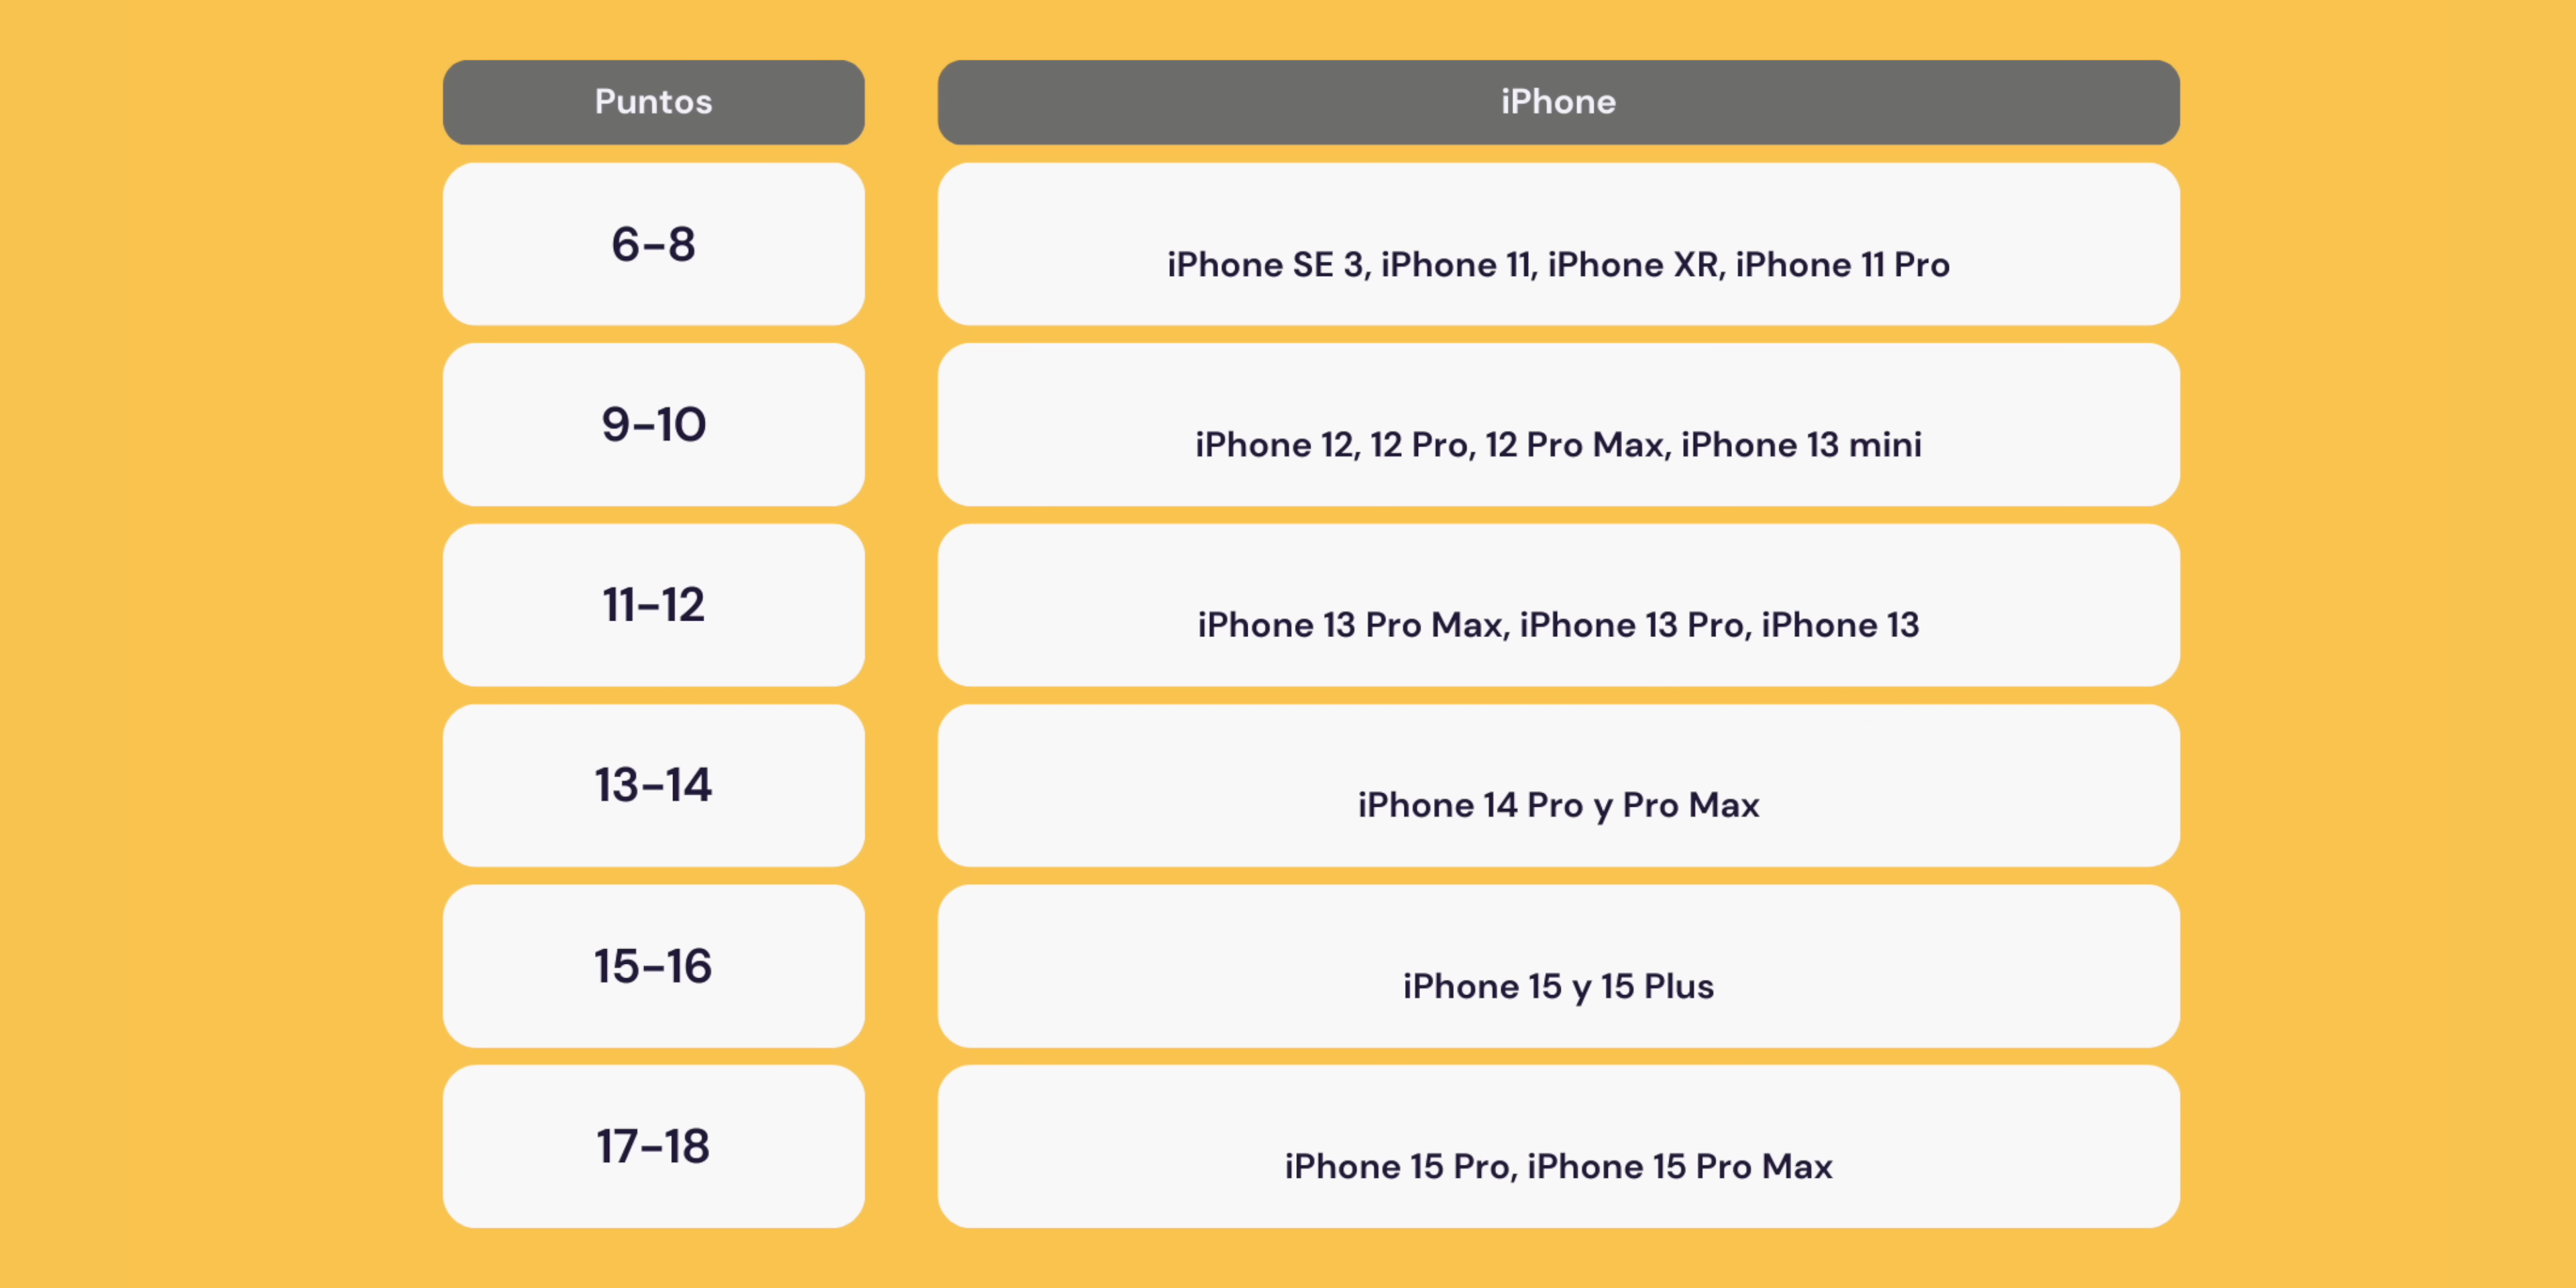 Puntos
iPhone
6-8
iPhone SE 3, iPhone 11, iPhone XR, iPhone 11 Pro
9-10
iPhone 12, 12 Pro, 12 Pro Max, iPhone 13 mini
11-12
iPhone 13 Pro Max, iPhone 13 Pro, iPhone 13
13-14
iPhone 14 Pro y Pro Max
15-16
iPhone 15 y 15 Plus
17-18
iPhone 15 Pro, iPhone 15 Pro Max